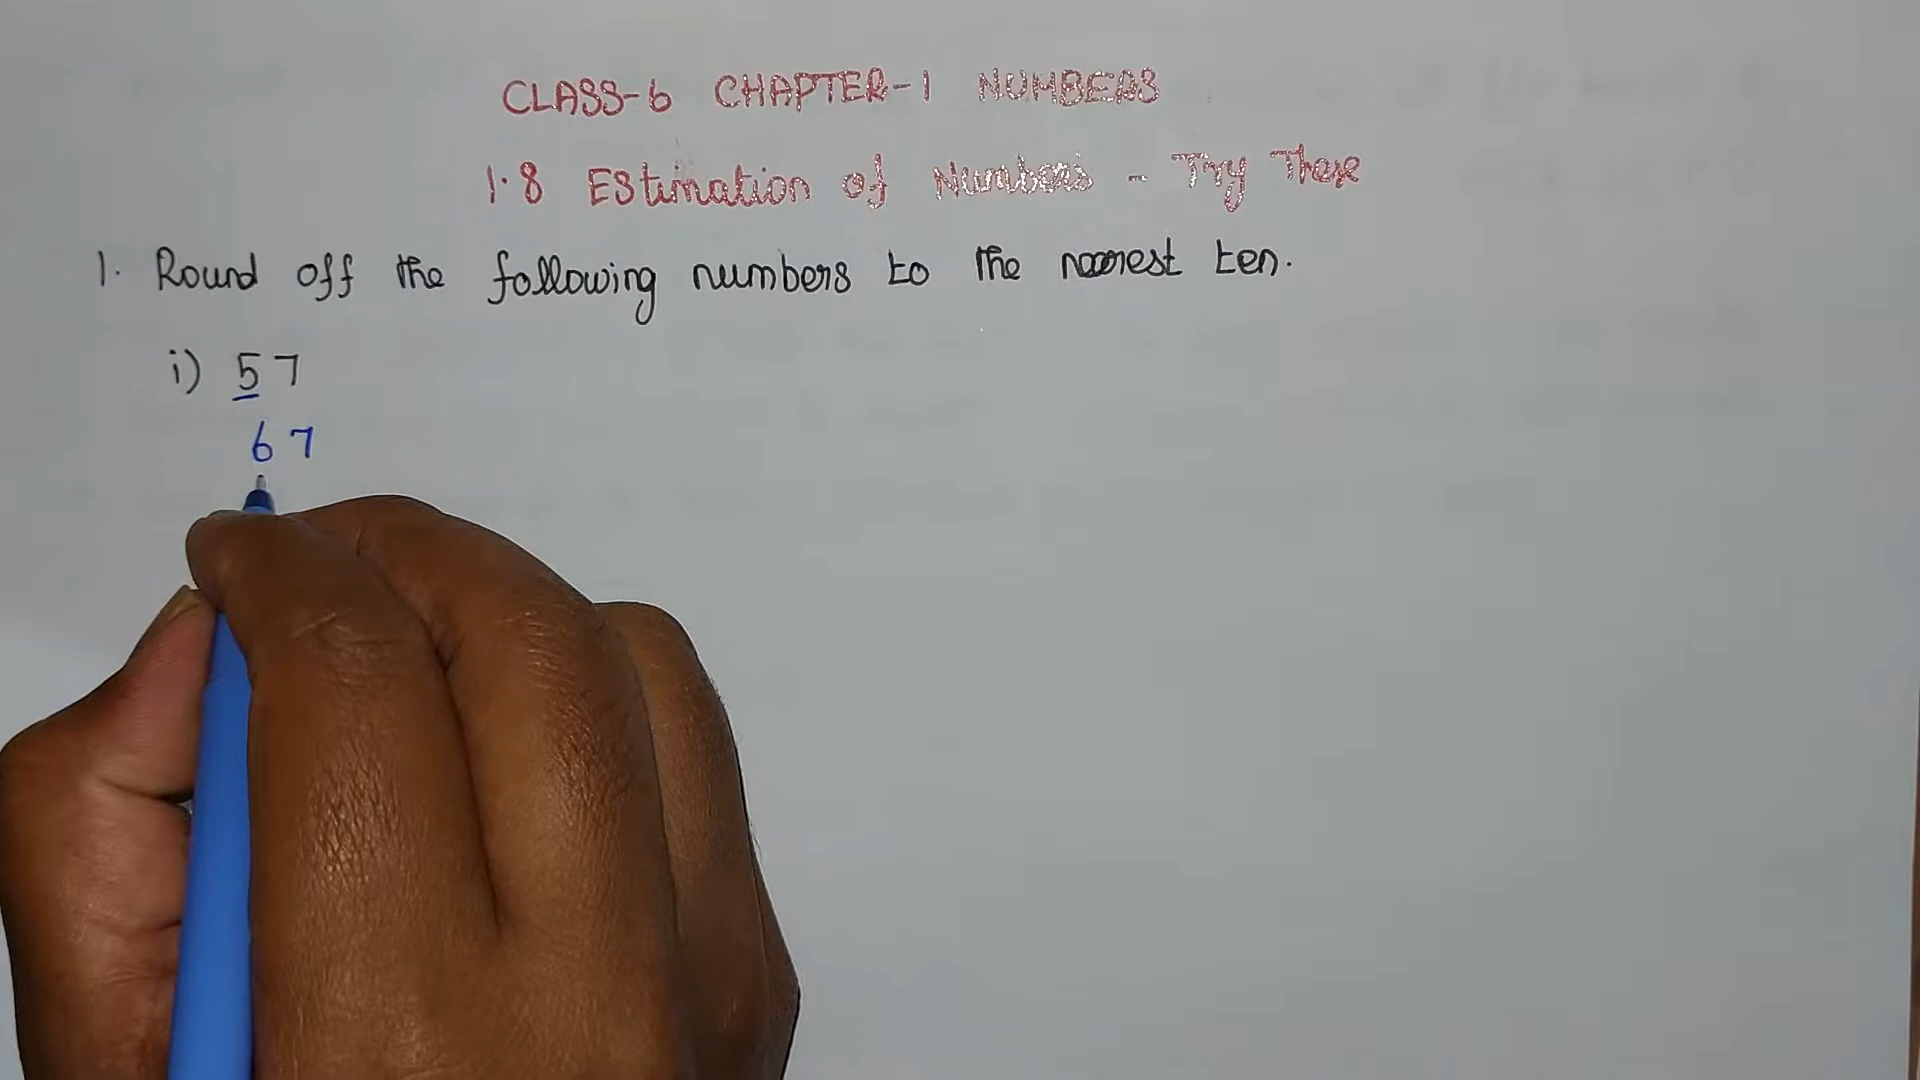 CLASS-6 CHAPTER-1 NUMBERS
1.8 Estimation of Numbers - Try These
1. Round off the following numbers to the nearest ten.
i) 57
67